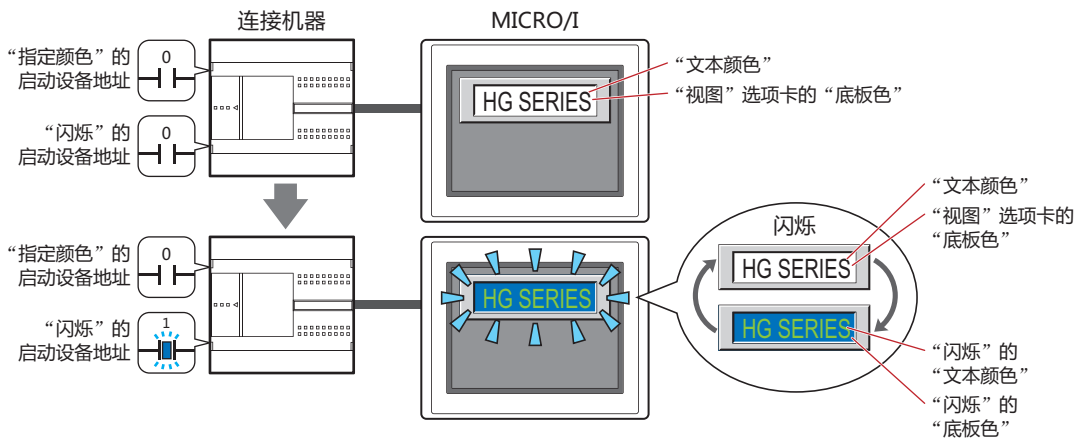 连接机器
MICRO/I
“指定颜色”的
启动设备地址
0
“闪烁”的
启动设备地址
0
HG SERIES
“文本颜色”
“视图”选项卡的“底板色”
“指定颜色”的
启动设备地址
0
“闪烁”的
启动设备地址
1
HG SERIES
闪烁
HG SERIES
HG SERIES
“文本颜色”
“视图”选项卡的
“底板色”
“闪烁”的
“文本颜色”
“闪烁”的
“底板色”